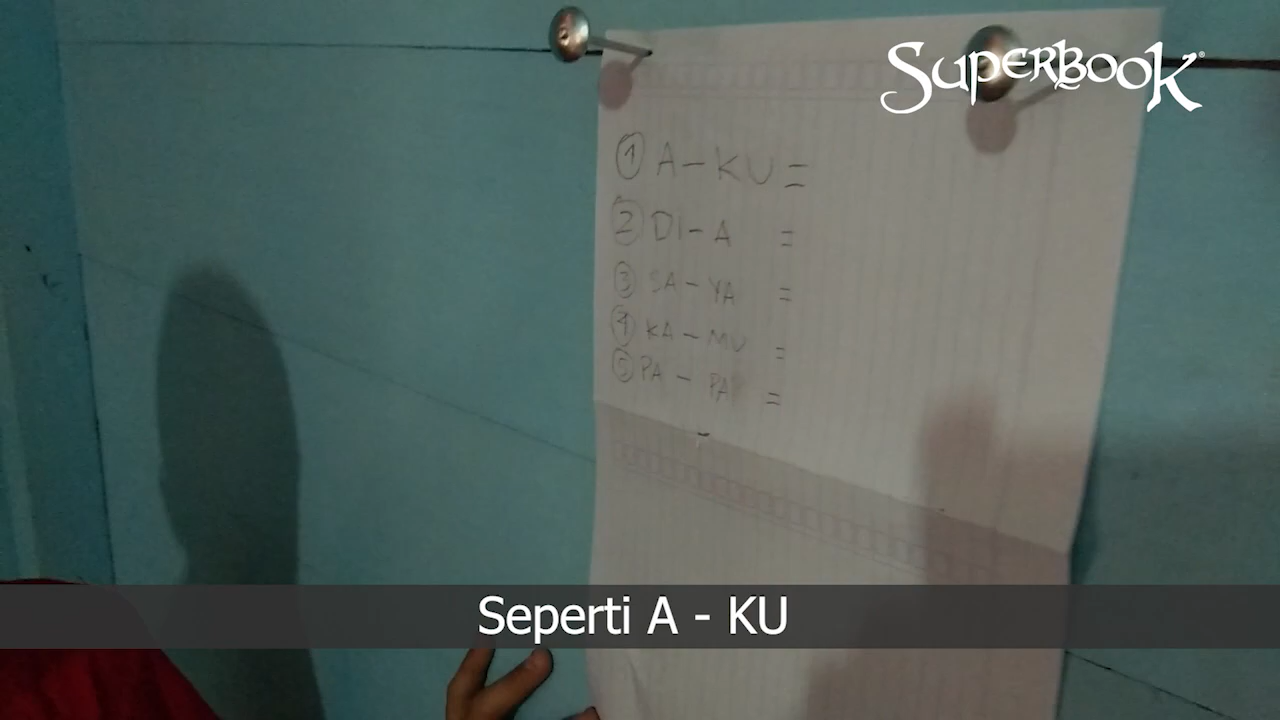 SUPERBOOK®
① A-KU=
② DI-A =
③ SA-YA =
④ KA-MU =
⑤ PA-PA =
Seperti A - KU